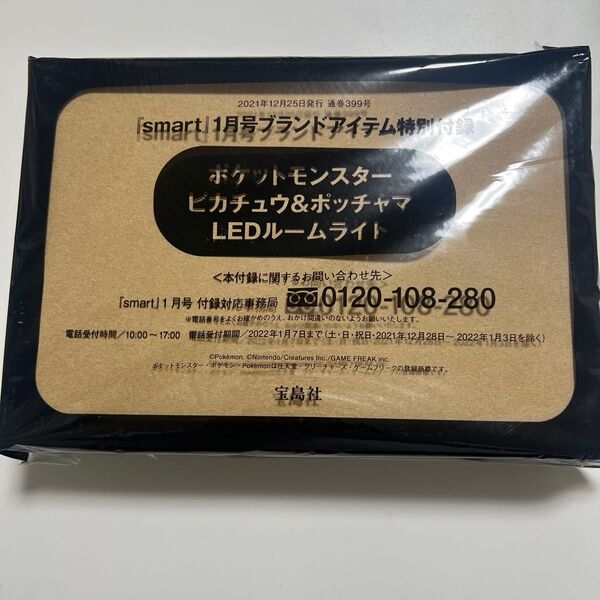 2021年12月25日発行 通巻399号
『smart』1月号ブランドアイテム特別付録
ポケットモンスター
ピカチュウ&ポッチャマ
LEDルームライト
<本付録に関するお問い合わせ先>
『smart』1月号 付録対応事務局 0120-108-280
※電話番号をよくお確かめのうえ、おかけ間違いのないようお願いいたします。
電話受付時間/10:00~17:00 電話受付期間/2022年1月7日まで(土・日・祝日・2021年12月28日~2022年1月3日を除く)
©Pokémon. ©Nintendo/Creatures Inc./GAME FREAK inc.
ポケットモンスター・ポケモン・Pokémonは任天堂・クリーチャーズ・ゲームフリークの登録商標です。
宝島社